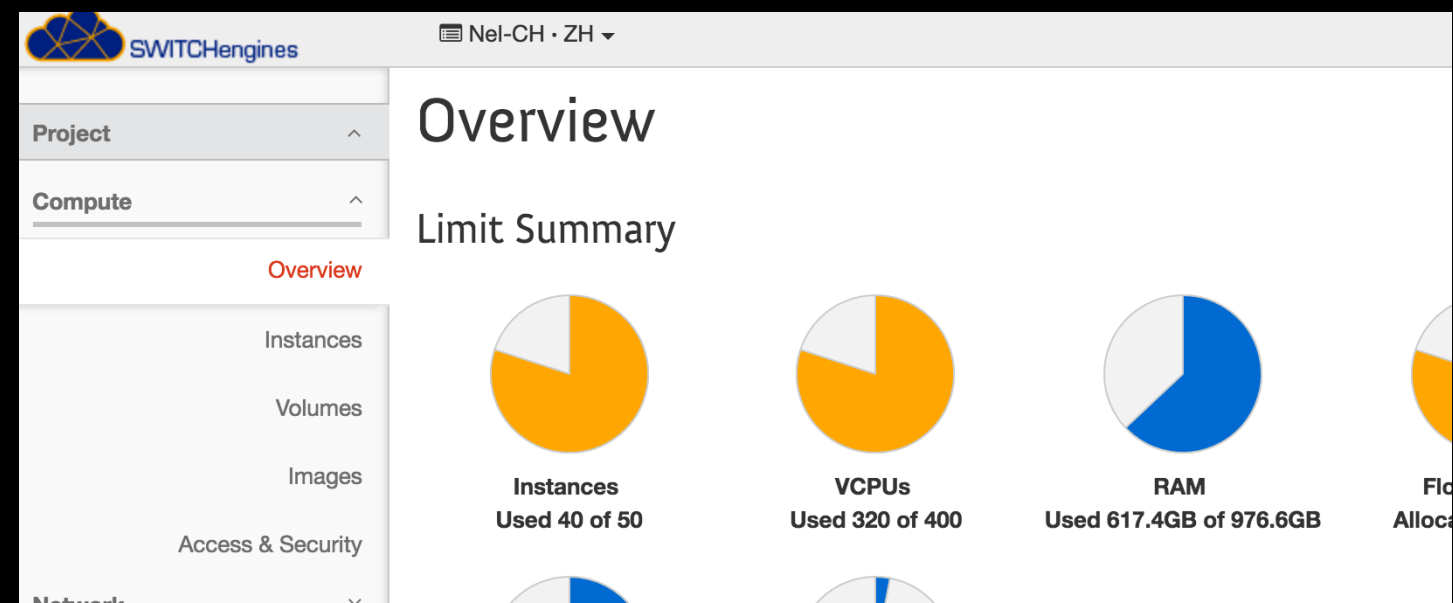 SWITCHengines
Nel-CH · ZH
Project
Compute
Overview
Instances
Volumes
Images
Access & Security
Network
Overview
Limit Summary
Instances
Used 40 of 50
VCPUs
Used 320 of 400
RAM
Used 617.4GB of 976.6GB